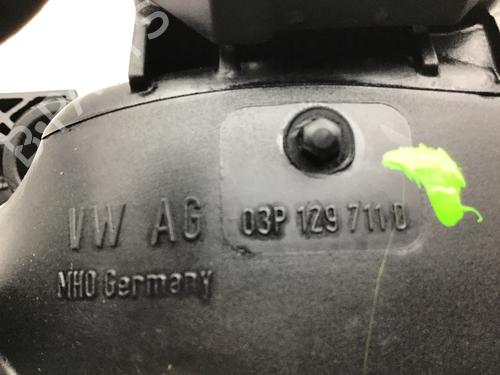 VW AG
03P 129 711 D
MHO Germany